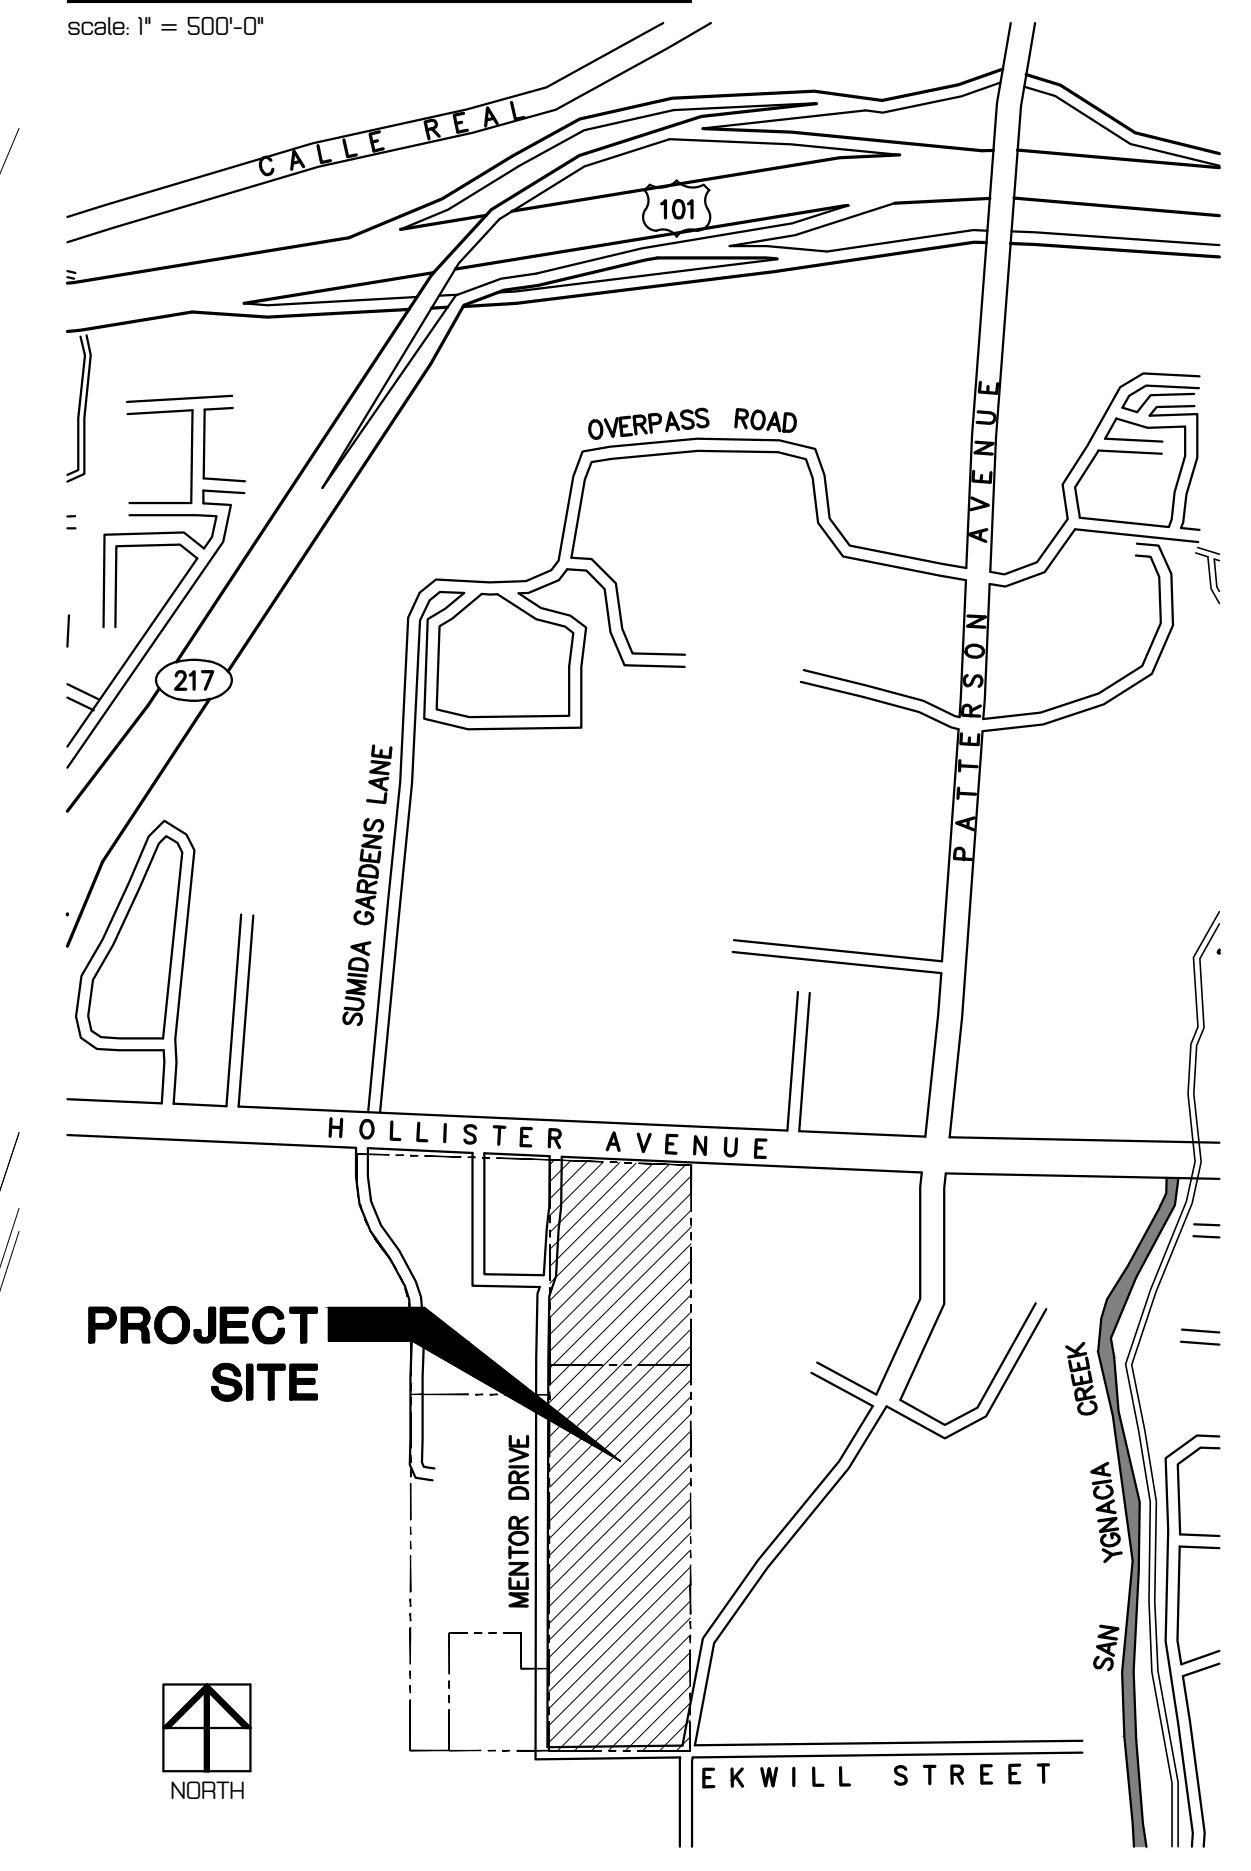 scale: 1" = 500'-0"
CALLE REAL
101
OVERPASS ROAD
PATTERSON AVENUE
217
SUMIDA GARDENS LANE
HOLLISTER AVENUE
PROJECT
SITE
CREEK
MENTOR DRIVE
YGNACIA
SAN
NORTH
EKWILL STREET